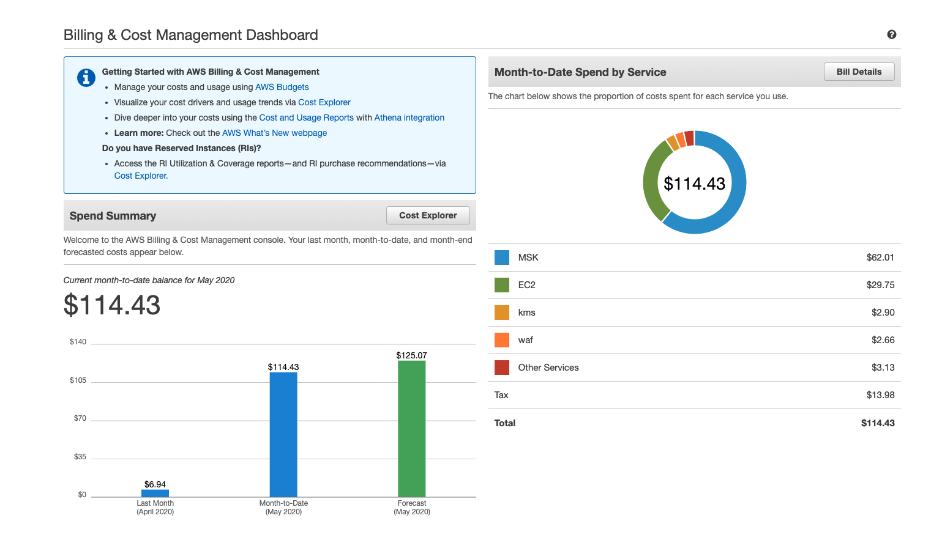 Billing & Cost Management Dashboard
Getting Started with AWS Billing & Cost Management
• Manage your costs and usage using AWS Budgets
• Visualize your cost drivers and usage trends via Cost Explorer
• Dive deeper into your costs using the Cost and Usage Reports with Athena integration
• Learn more: Check out the AWS What's New webpage
Do you have Reserved Instances (RIs)?
• Access the RI Utilization & Coverage reports—and RI purchase recommendations—via
Cost Explorer.
Spend Summary
Cost Explorer
Welcome to the AWS Billing & Cost Management console. Your last month, month-to-date, and month-end
forecasted costs appear below.
Current month-to-date balance for May 2020
$114.43
$140
$105
$70
$35
$0
$6.94
$114.43
$125.07
Last Month
(April 2020)
Month-to-Date
(May 2020)
Forecast
(May 2020)
Month-to-Date Spend by Service
Bill Details
The chart below shows the proportion of costs spent for each service you use.
$114.43
MSK $62.01
EC2 $29.75
kms $2.90
waf $2.66
Other Services $3.13
Tax $13.98
Total $114.43